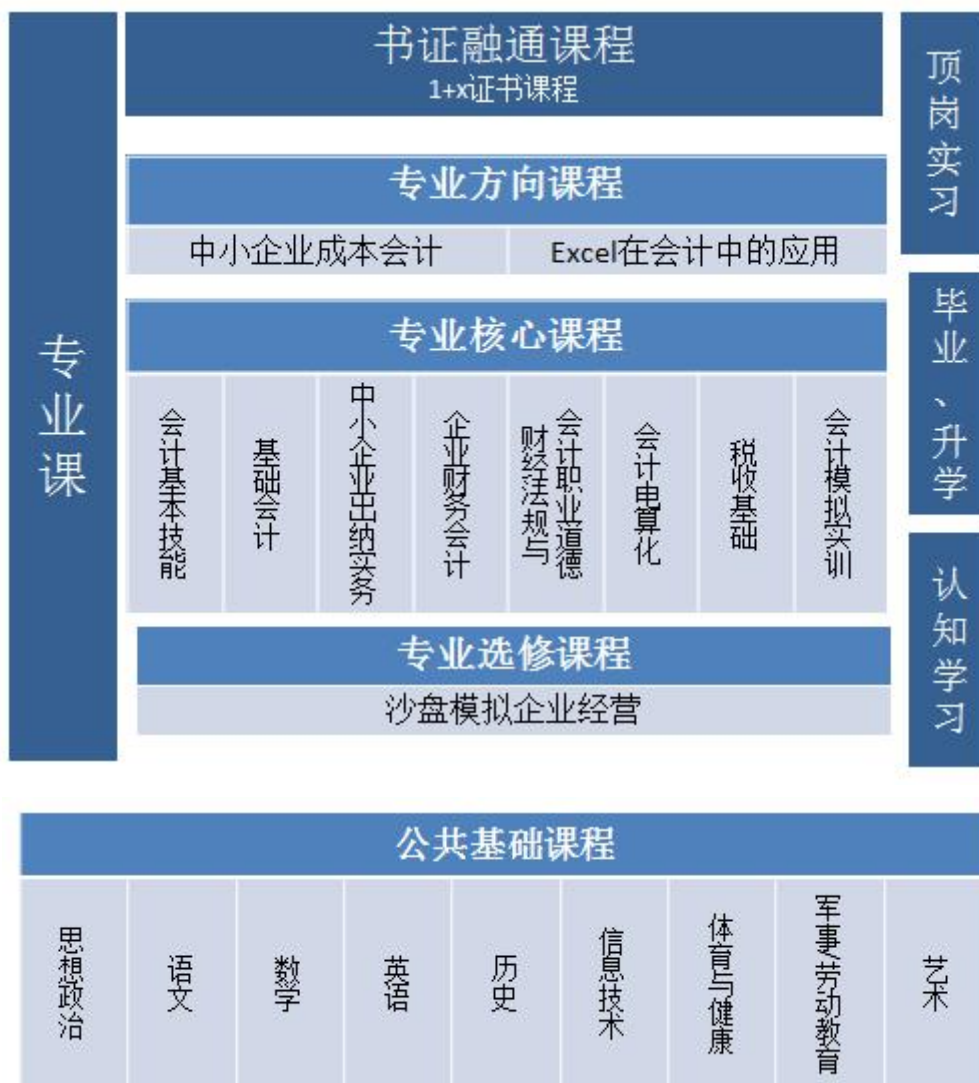 专业课
书证融通课程
1+x证书课程
专业方向课程
中小企业成本会计
Excel在会计中的应用
专业核心课程
会计基本技能
基础会计
中小企业出纳实务
企业财务会计
财经法规与
会计职业道德
会计电算化
税收基础
会计模拟实训
专业选修课程
沙盘模拟企业经营
顶岗实习
毕业、升学
认知学习
公共基础课程
思想政治
语文
数学
英语
历史
信息技术
体育与健康
军事/劳动教育
艺术